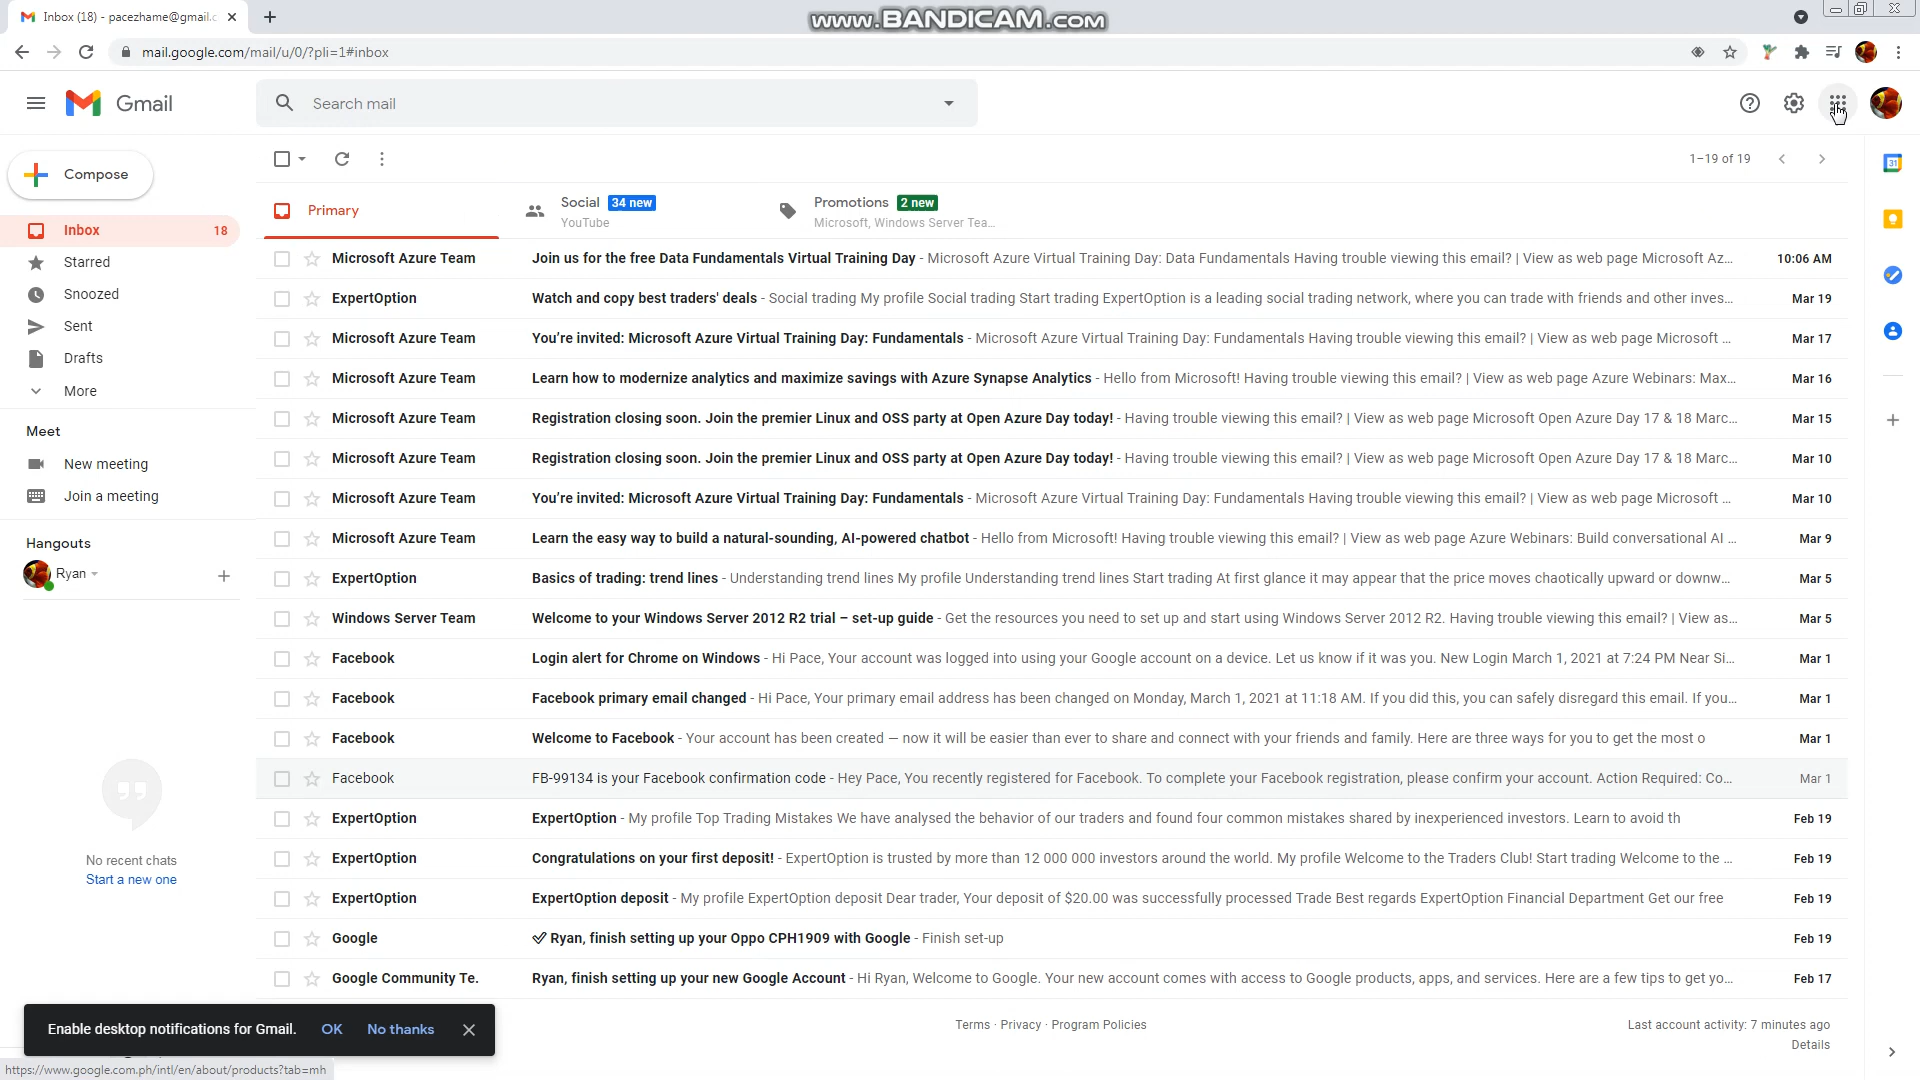 Inbox (18) - pacezhame@gmail.c
www.BANDICAM.com
mail.google.com/mail/u/0/?pli=1#inbox
Gmail
Search mail
Compose
1–19 of 19
31
Primary
Social 34 new
YouTube
Promotions 2 new
Microsoft, Windows Server Tea...
Inbox 18
Starred
Snoozed
Sent
Drafts
More
Meet
New meeting
Join a meeting
Hangouts
Ryan
No recent chats
Start a new one
Microsoft Azure Team Join us for the free Data Fundamentals Virtual Training Day - Microsoft Azure Virtual Training Day: Data Fundamentals Having trouble viewing this email? | View as web page Microsoft Az... 10:06 AM
ExpertOption Watch and copy best traders' deals - Social trading My profile Social trading Start trading ExpertOption is a leading social trading network, where you can trade with friends and other inves... Mar 19
Microsoft Azure Team You're invited: Microsoft Azure Virtual Training Day: Fundamentals - Microsoft Azure Virtual Training Day: Fundamentals Having trouble viewing this email? | View as web page Microsoft ... Mar 17
Microsoft Azure Team Learn how to modernize analytics and maximize savings with Azure Synapse Analytics - Hello from Microsoft! Having trouble viewing this email? | View as web page Azure Webinars: Max... Mar 16
Microsoft Azure Team Registration closing soon. Join the premier Linux and OSS party at Open Azure Day today! - Having trouble viewing this email? | View as web page Microsoft Open Azure Day 17 & 18 Marc... Mar 15
Microsoft Azure Team Registration closing soon. Join the premier Linux and OSS party at Open Azure Day today! - Having trouble viewing this email? | View as web page Microsoft Open Azure Day 17 & 18 Marc... Mar 10
Microsoft Azure Team You're invited: Microsoft Azure Virtual Training Day: Fundamentals - Microsoft Azure Virtual Training Day: Fundamentals Having trouble viewing this email? | View as web page Microsoft ... Mar 10
Microsoft Azure Team Learn the easy way to build a natural-sounding, AI-powered chatbot - Hello from Microsoft! Having trouble viewing this email? | View as web page Azure Webinars: Build conversational AI ... Mar 9
ExpertOption Basics of trading: trend lines - Understanding trend lines My profile Understanding trend lines Start trading At first glance it may appear that the price moves chaotically upward or downw... Mar 5
Windows Server Team Welcome to your Windows Server 2012 R2 trial – set-up guide - Get the resources you need to set up and start using Windows Server 2012 R2. Having trouble viewing this email? | View as... Mar 5
Facebook Login alert for Chrome on Windows - Hi Pace, Your account was logged into using your Google account on a device. Let us know if it was you. New Login March 1, 2021 at 7:24 PM Near Si... Mar 1
Facebook Facebook primary email changed - Hi Pace, Your primary email address has been changed on Monday, March 1, 2021 at 11:18 AM. If you did this, you can safely disregard this email. If you... Mar 1
Facebook Welcome to Facebook - Your account has been created — now it will be easier than ever to share and connect with your friends and family. Here are three ways for you to get the most o Mar 1
Facebook FB-99134 is your Facebook confirmation code - Hey Pace, You recently registered for Facebook. To complete your Facebook registration, please confirm your account. Action Required: Co... Mar 1
ExpertOption ExpertOption - My profile Top Trading Mistakes We have analysed the behavior of our traders and found four common mistakes shared by inexperienced investors. Learn to avoid th Feb 19
ExpertOption Congratulations on your first deposit! - ExpertOption is trusted by more than 12 000 000 investors around the world. My profile Welcome to the Traders Club! Start trading Welcome to the ... Feb 19
ExpertOption ExpertOption deposit - My profile ExpertOption deposit Dear trader, Your deposit of $20.00 was successfully processed Trade Best regards ExpertOption Financial Department Get our free Feb 19
Google ✅ Ryan, finish setting up your Oppo CPH1909 with Google - Finish set-up Feb 19
Google Community Te. Ryan, finish setting up your new Google Account - Hi Ryan, Welcome to Google. Your new account comes with access to Google products, apps, and services. Here are a few tips to get yo... Feb 17
Enable desktop notifications for Gmail. OK No thanks
Terms · Privacy · Program Policies
Last account activity: 7 minutes ago
Details
https://www.google.com.ph/intl/en/about/products?tab=mh